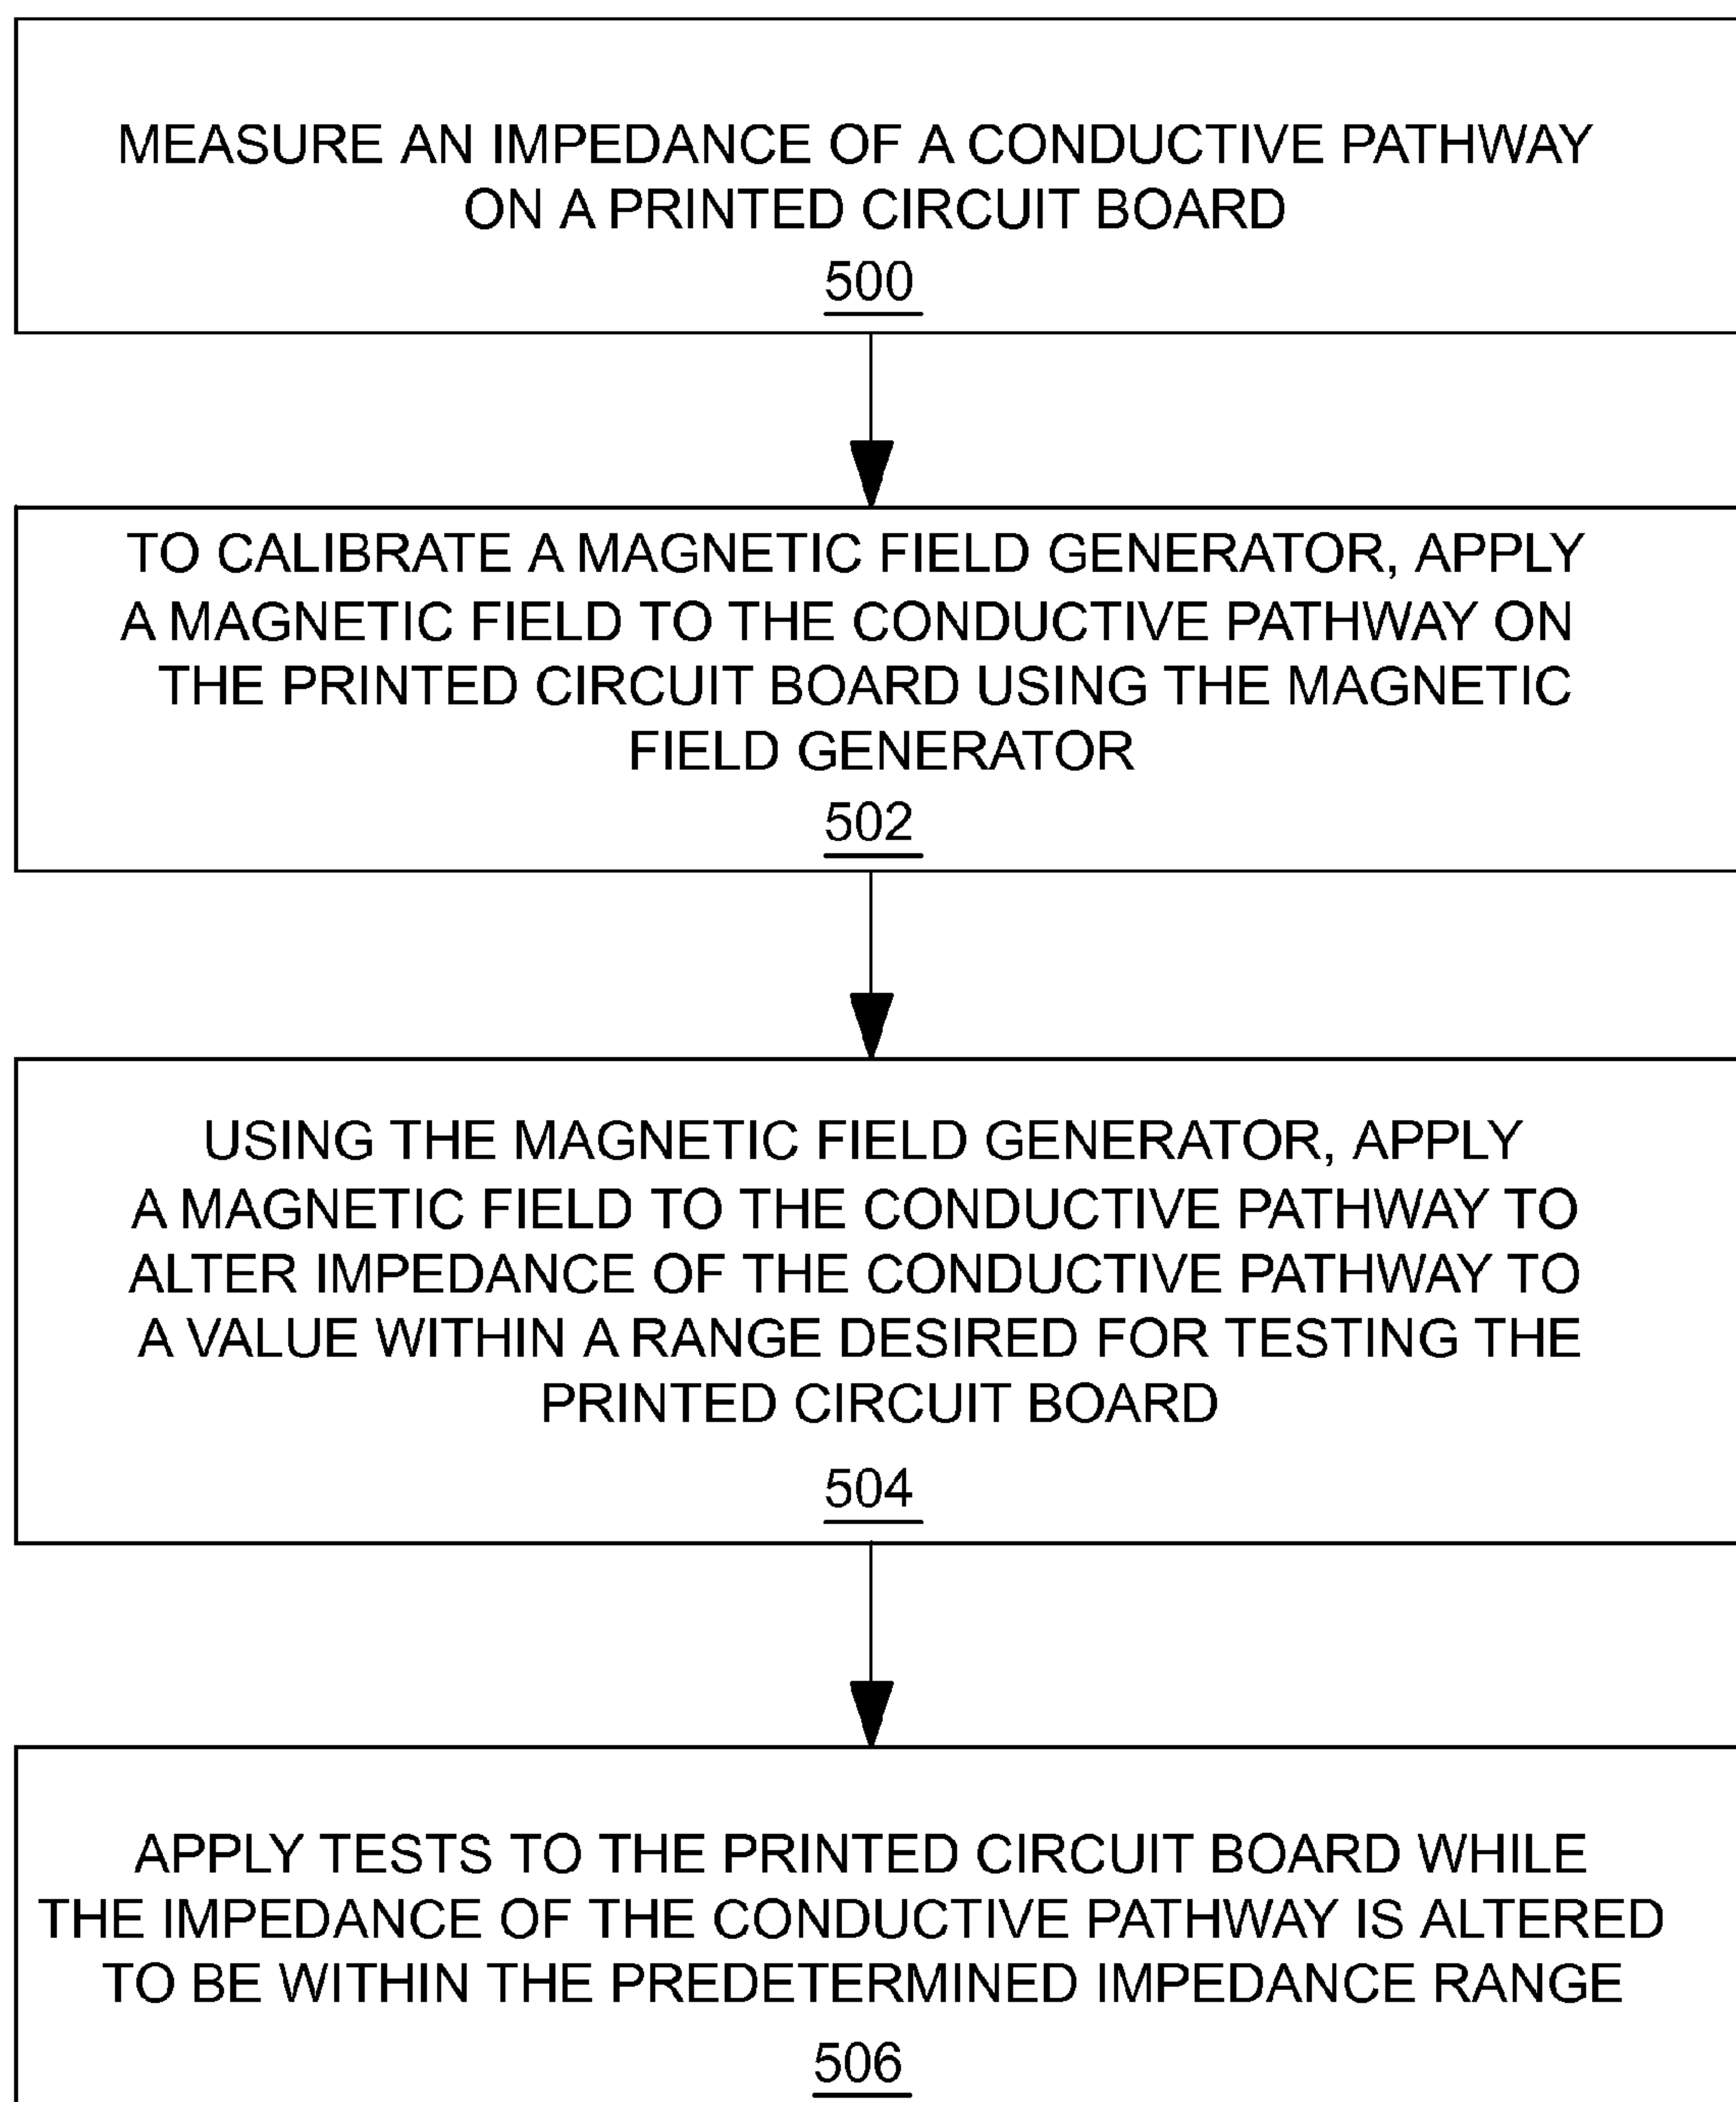 MEASURE AN IMPEDANCE OF A CONDUCTIVE PATHWAY
ON A PRINTED CIRCUIT BOARD
500
TO CALIBRATE A MAGNETIC FIELD GENERATOR, APPLY
A MAGNETIC FIELD TO THE CONDUCTIVE PATHWAY ON
THE PRINTED CIRCUIT BOARD USING THE MAGNETIC
FIELD GENERATOR
502
USING THE MAGNETIC FIELD GENERATOR, APPLY
A MAGNETIC FIELD TO THE CONDUCTIVE PATHWAY TO
ALTER IMPEDANCE OF THE CONDUCTIVE PATHWAY TO
A VALUE WITHIN A RANGE DESIRED FOR TESTING THE
PRINTED CIRCUIT BOARD
504
APPLY TESTS TO THE PRINTED CIRCUIT BOARD WHILE
THE IMPEDANCE OF THE CONDUCTIVE PATHWAY IS ALTERED
TO BE WITHIN THE PREDETERMINED IMPEDANCE RANGE
506